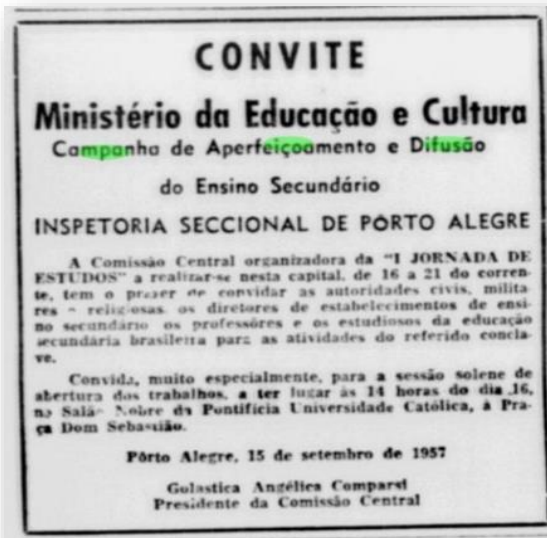 CONVITE
Ministério da Educação e Cultura
Campanha de Aperfeiçoamento e Difusão
do Ensino Secundário
INSPETORIA SECCIONAL DE PÔRTO ALEGRE
A Comissão Central organizadora da "I JORNADA DE
ESTUDOS" a realizar-se nesta capital, de 16 a 21 do corren-
te, tem o prazer de convidar as autoridades civis, milita-
res religiosas, os diretores de estabelecimentos de ensi-
no secundário os professôres e os estudiosos da educação
secundária brasileira para as atividades do referido concla-
ve.
Convida, muito especialmente, para a sessão solene de
abertura dos trabalhos, a ter lugar às 14 horas do dia 16,
no Salão Nobre da Pontifícia Universidade Católica, à Pra-
ça Dom Sebastião.
Pôrto Alegre, 15 de setembro de 1957
Golastica Angélica Comparsi
Presidente da Comissão Central